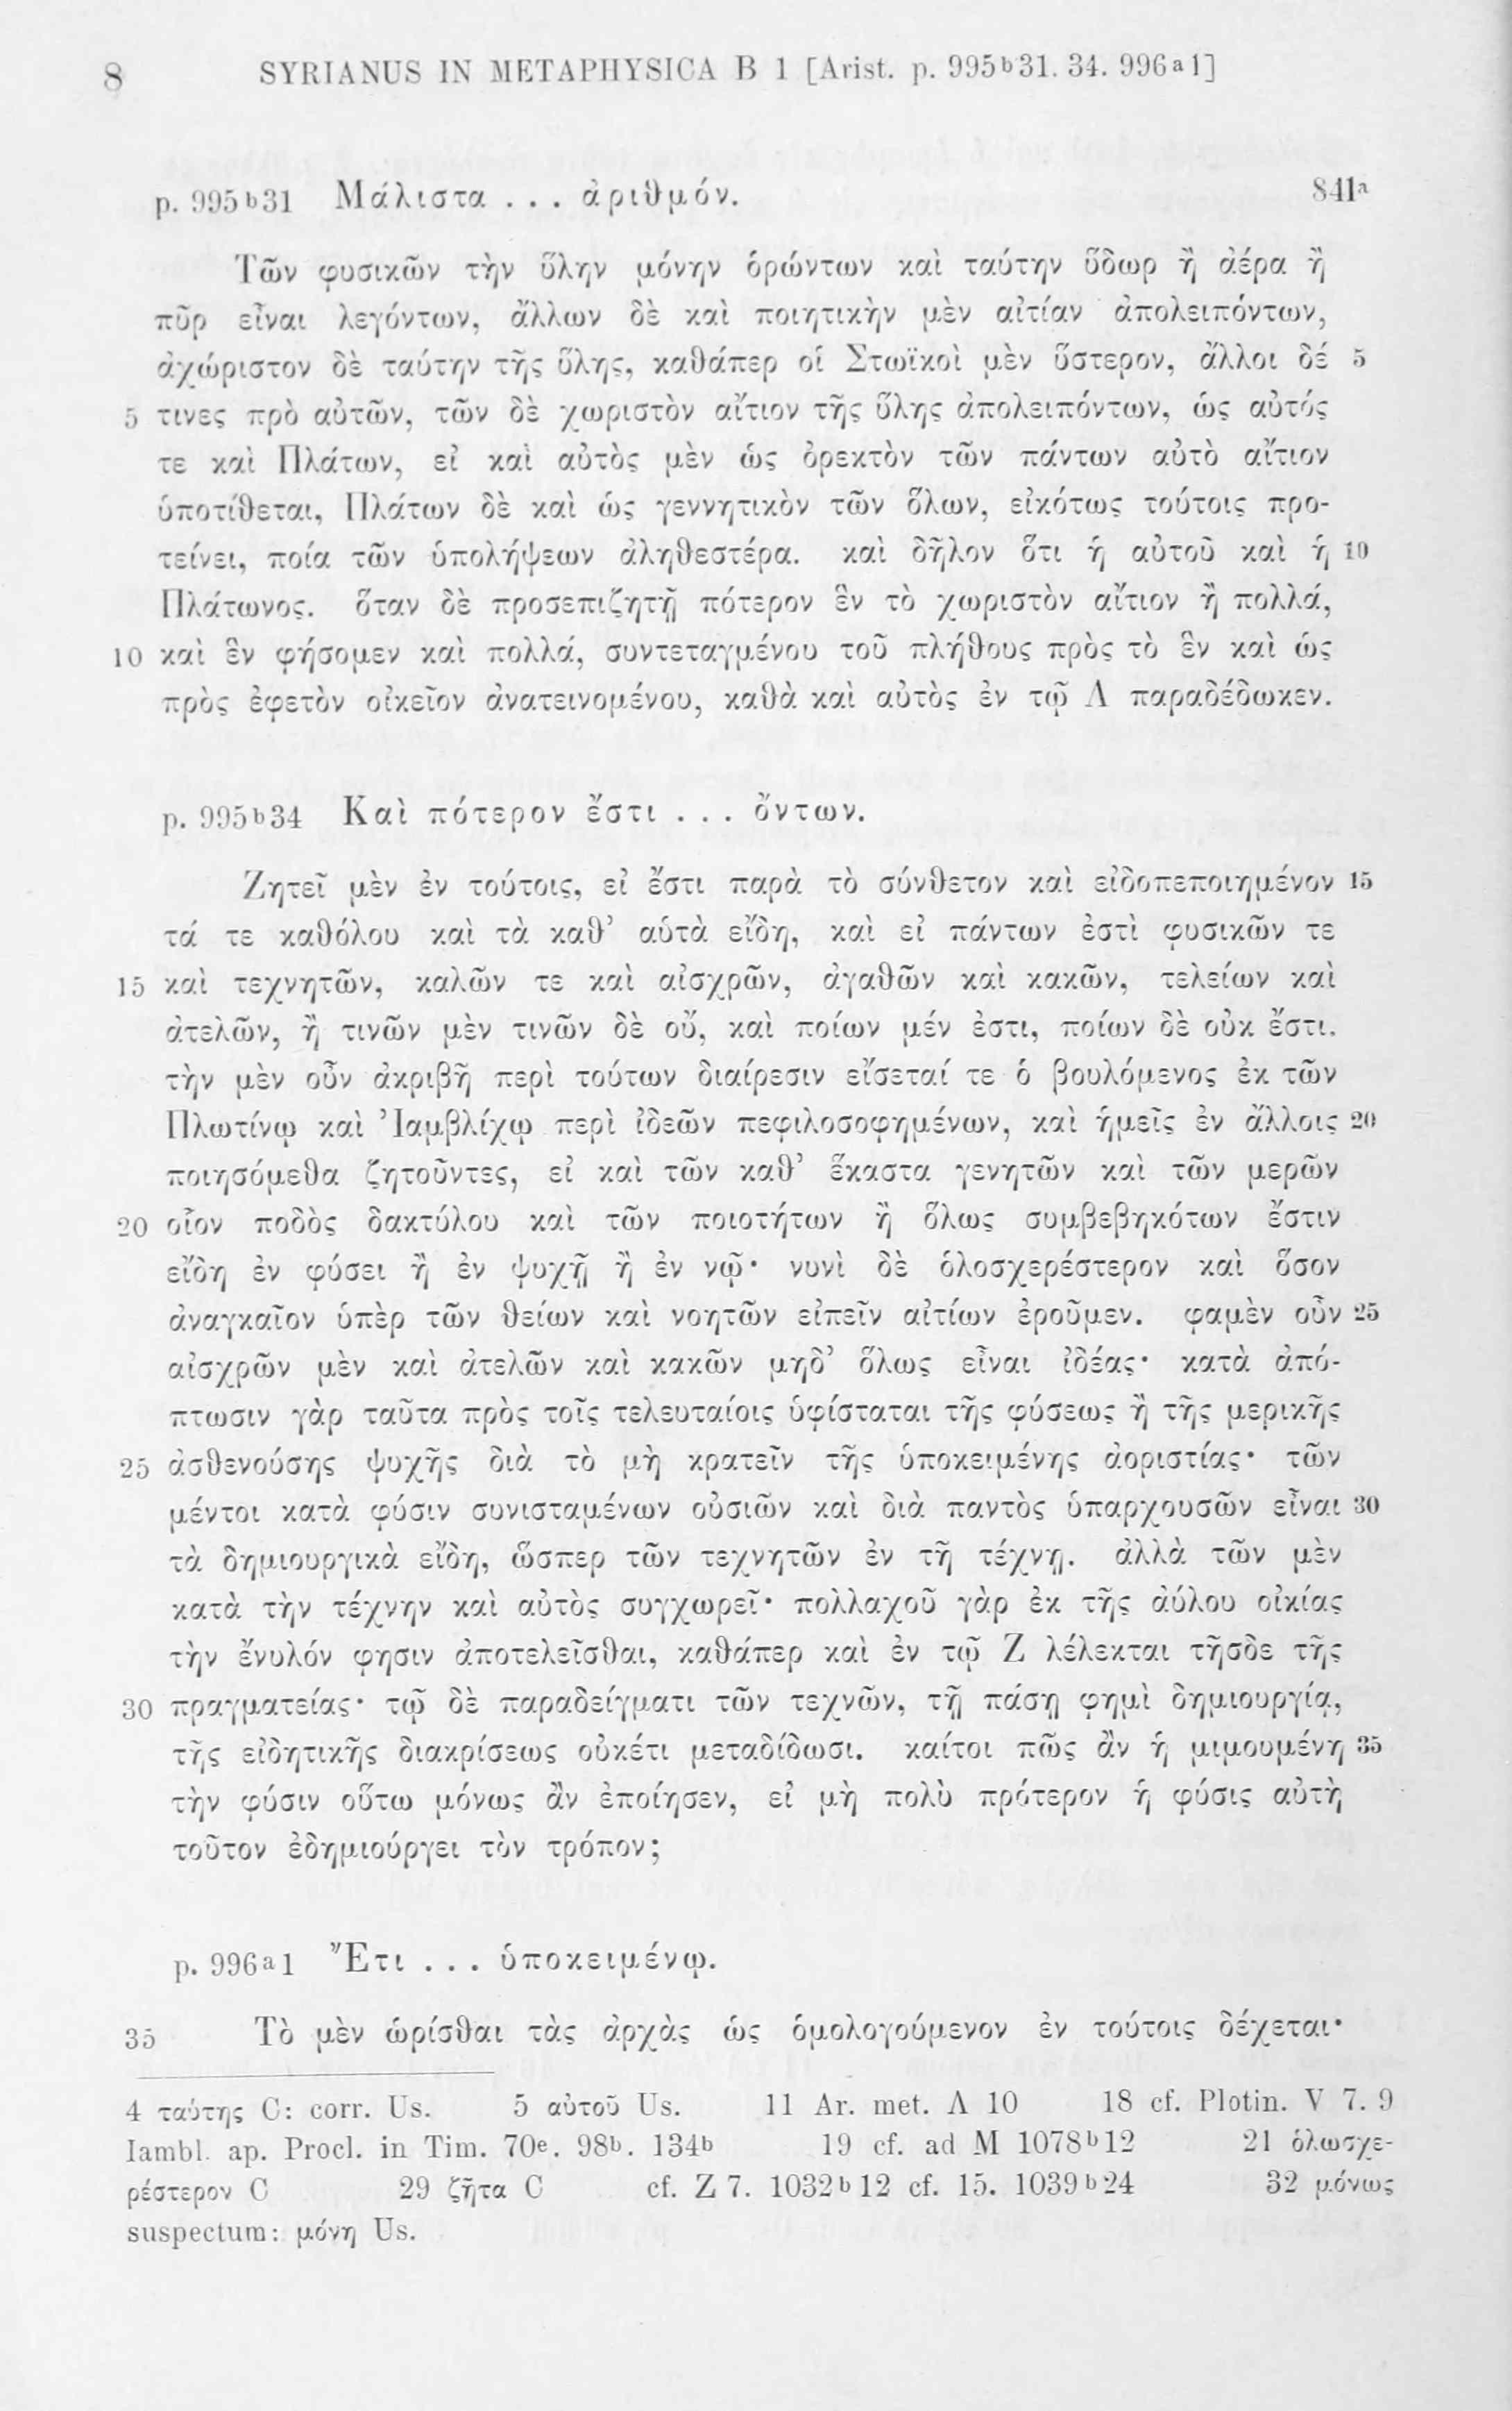 8 SYRIANUS IN METAPHYSICA B 1 [Arist. p. 995ᵇ31. 34. 996ᵃ1]
p. 995ᵇ31 Μάλιστα . . . ἀριθμόν. 841ᵃ
Τῶν φυσικῶν τὴν ὕλην μόνην ὁρώντων καὶ ταύτην ὕδωρ ἢ ἀέρα ἢ
πῦρ εἶναι λεγόντων, ἄλλων δὲ καὶ ποιητικὴν μὲν αἰτίαν ἀπολειπόντων,
ἀχώριστον δὲ ταύτην τῆς ὕλης, καθάπερ οἱ Στωϊκοὶ μὲν ὕστερον, ἄλλοι δέ 5
5 τινες πρὸ αὐτῶν, τῶν δὲ χωριστὸν αἴτιον τῆς ὕλης ἀπολειπόντων, ὡς αὐτός
τε καὶ Πλάτων, εἰ καὶ αὐτὸς μὲν ὡς ὀρεκτὸν τῶν πάντων αὐτὸ αἴτιον
ὑποτίθεται, Πλάτων δὲ καὶ ὡς γεννητικὸν τῶν ὅλων, εἰκότως τούτοις προ-
τείνει, ποία τῶν ὑπολήψεων ἀληθεστέρα. καὶ δῆλον ὅτι ἡ αὐτοῦ καὶ ἡ 10
Πλάτωνος. ὅταν δὲ προσεπιζητῇ πότερον ἓν τὸ χωριστὸν αἴτιον ἢ πολλά,
10 καὶ ἓν φήσομεν καὶ πολλά, συντεταγμένου τοῦ πλήθους πρὸς τὸ ἓν καὶ ὡς
πρὸς ἐφετὸν οἰκεῖον ἀνατεινομένου, καθὰ καὶ αὐτὸς ἐν τῷ Λ παραδέδωκεν.
p. 995ᵇ34 Καὶ πότερον ἔστι . . . ὄντων.
Ζητεῖ μὲν ἐν τούτοις, εἰ ἔστι παρὰ τὸ σύνθετον καὶ εἰδοπεποιημένον 15
τά τε καθόλου καὶ τὰ καθ’ αὑτὰ εἴδη, καὶ εἰ πάντων ἐστὶ φυσικῶν τε
15 καὶ τεχνητῶν, καλῶν τε καὶ αἰσχρῶν, ἀγαθῶν καὶ κακῶν, τελείων καὶ
ἀτελῶν, ἢ τινῶν μὲν τινῶν δὲ οὔ, καὶ ποίων μέν ἐστι, ποίων δὲ οὐκ ἔστι.
τὴν μὲν οὖν ἀκριβῆ περὶ τούτων διαίρεσιν εἴσεταί τε ὁ βουλόμενος ἐκ τῶν
Πλωτίνῳ καὶ Ἰαμβλίχῳ περὶ ἰδεῶν πεφιλοσοφημένων, καὶ ἡμεῖς ἐν ἄλλοις 20
ποιησόμεθα ζητοῦντες, εἰ καὶ τῶν καθ’ ἕκαστα γενητῶν καὶ τῶν μερῶν
20 οἷον ποδὸς δακτύλου καὶ τῶν ποιοτήτων ἢ ὅλως συμβεβηκότων ἔστιν
εἴδη ἐν φύσει ἢ ἐν ψυχῇ ἢ ἐν νῷ· νυνὶ δὲ ὁλοσχερέστερον καὶ ὅσον
ἀναγκαῖον ὑπὲρ τῶν θείων καὶ νοητῶν εἰπεῖν αἰτίων ἐροῦμεν. φαμὲν οὖν 25
αἰσχρῶν μὲν καὶ ἀτελῶν καὶ κακῶν μηδ’ ὅλως εἶναι ἰδέας· κατὰ ἀπό-
πτωσιν γὰρ ταῦτα πρὸς τοῖς τελευταίοις ὑφίσταται τῆς φύσεως ἢ τῆς μερικῆς
25 ἀσθενούσης ψυχῆς διὰ τὸ μὴ κρατεῖν τῆς ὑποκειμένης ἀοριστίας· τῶν
μέντοι κατὰ φύσιν συνισταμένων οὐσιῶν καὶ διὰ παντὸς ὑπαρχουσῶν εἶναι 30
τὰ δημιουργικὰ εἴδη, ὥσπερ τῶν τεχνητῶν ἐν τῇ τέχνῃ. ἀλλὰ τῶν μὲν
κατὰ τὴν τέχνην καὶ αὐτὸς συγχωρεῖ· πολλαχοῦ γὰρ ἐκ τῆς ἀύλου οἰκίας
τὴν ἔνυλόν φησιν ἀποτελεῖσθαι, καθάπερ καὶ ἐν τῷ Ζ λέλεκται τῆσδε τῆς
30 πραγματείας· τῷ δὲ παραδείγματι τῶν τεχνῶν, τῇ πάσῃ φημὶ δημιουργίᾳ,
τῆς εἰδητικῆς διακρίσεως οὐκέτι μεταδίδωσι. καίτοι πῶς ἂν ἡ μιμουμένη 35
τὴν φύσιν οὕτω μόνως ἂν ἐποίησεν, εἰ μὴ πολὺ πρότερον ἡ φύσις αὐτὴ
τοῦτον ἐδημιούργει τὸν τρόπον;
p. 996ᵃ1 Ἔτι . . . ὑποκειμένῳ.
35 Τὸ μὲν ὡρίσθαι τὰς ἀρχὰς ὡς ὁμολογούμενον ἐν τούτοις δέχεται·
4 ταύτης C: corr. Us. 5 αὐτοῦ Us. 11 Ar. met. Λ 10 18 cf. Plotin. V 7. 9
Iambl. ap. Procl. in Tim. 70ᵉ. 98ᵇ. 134ᵇ 19 cf. ad M 1078ᵇ12 21 ὁλωσχε-
ρέστερον C 29 ζῆτα C cf. Z 7. 1032ᵇ12 cf. 15. 1039ᵇ24 32 μόνως
suspectum: μόνῃ Us.